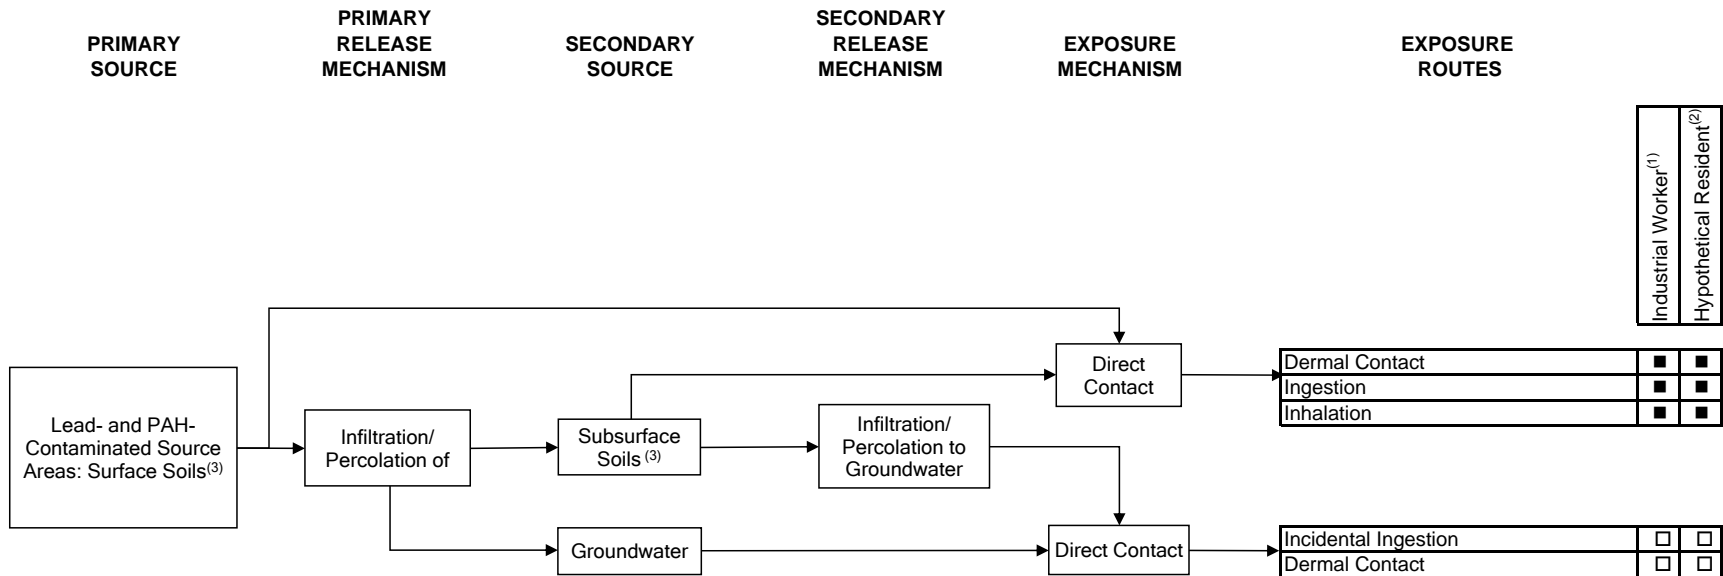 PRIMARY
SOURCE
PRIMARY
RELEASE
MECHANISM
SECONDARY
SOURCE
SECONDARY
RELEASE
MECHANISM
EXPOSURE
MECHANISM
EXPOSURE
ROUTES
Industrial Worker(1)
Hypothetical Resident(2)
Lead- and PAH-
Contaminated Source
Areas: Surface Soils(3)
Infiltration/
Percolation of
Subsurface
Soils (3)
Infiltration/
Percolation to
Groundwater
Direct
Contact
Dermal Contact ■ ■
Ingestion ■ ■
Inhalation ■ ■
Groundwater
Direct Contact
Incidental Ingestion □ □
Dermal Contact □ □